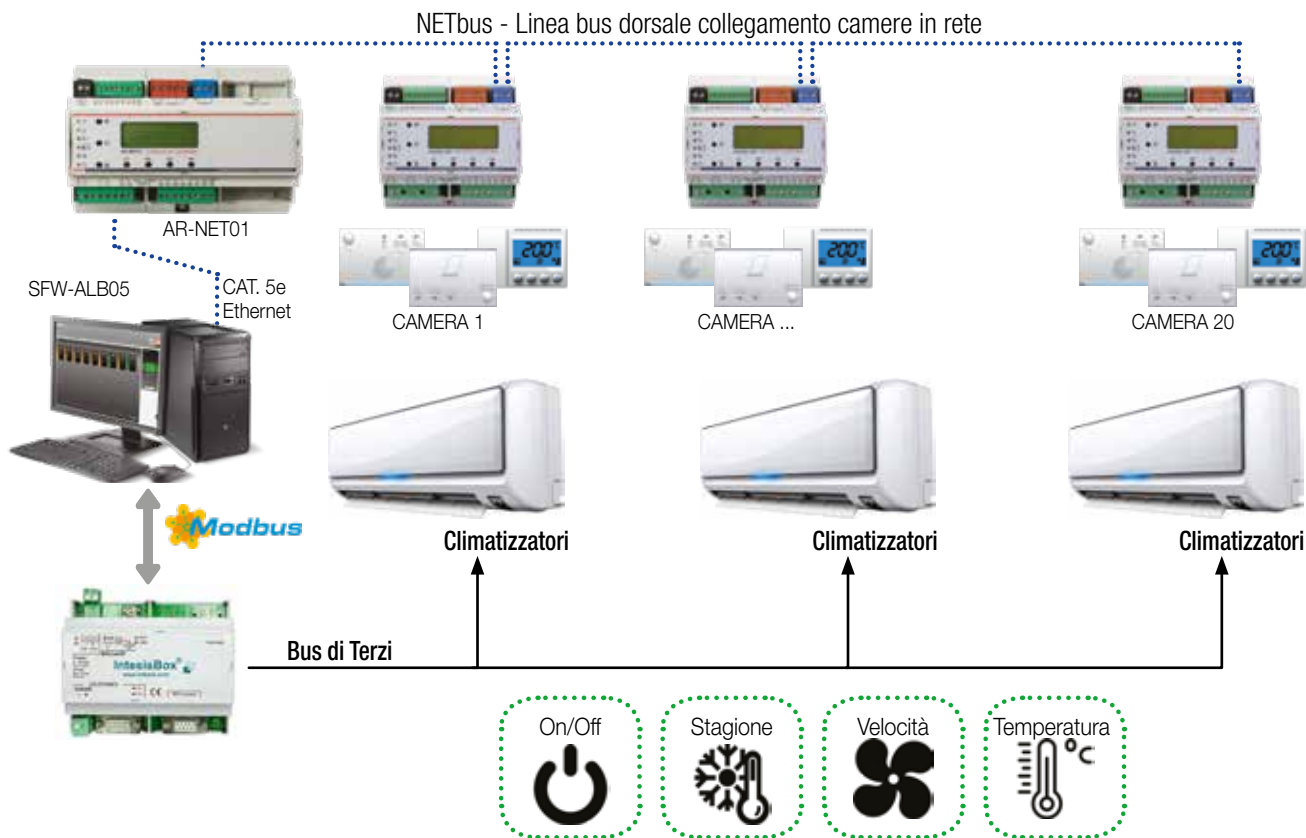 NETbus - Linea bus dorsale collegamento camere in rete
AR-NET01
SFW-ALB05
CAT. 5e
Ethernet
CAMERA 1
CAMERA ...
CAMERA 20
Modbus
Climatizzatori
Climatizzatori
Climatizzatori
IntesisBox®
Bus di Terzi
On/Off
Stagione
Velocità
Temperatura
°C